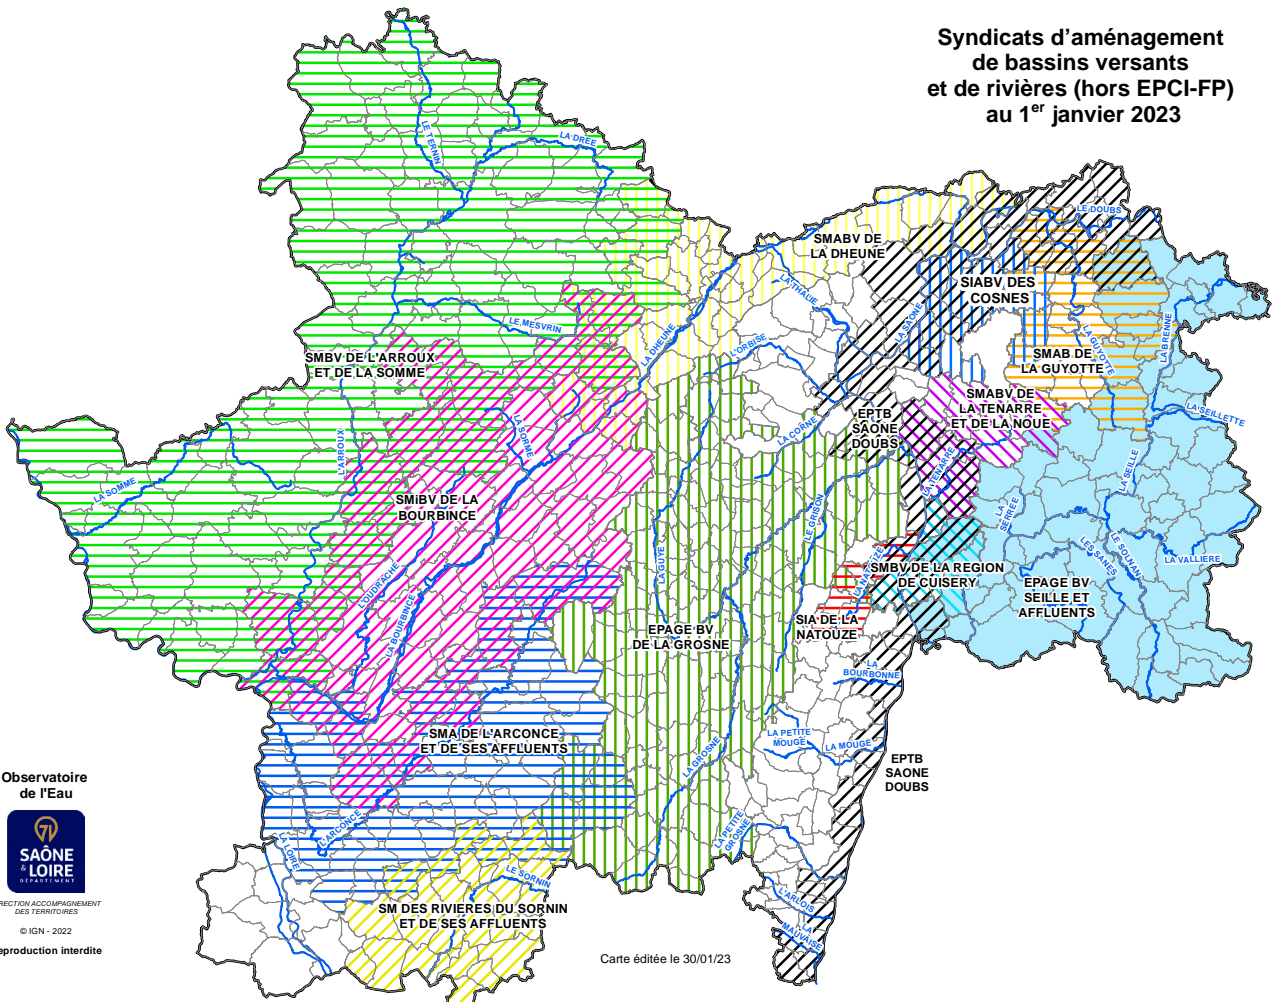 Syndicats d'aménagement
de bassins versants
et de rivières (hors EPCI-FP)
au 1er janvier 2023
LE TERNIN
LA DREE
LE DOUBS
SMABV DE
LA DHEUNE
LA THALIE
SIABV DES
COSNES
LA SAONE
LE MESVRIN
LA DHEUNE
L'ORBISE
LA GUYOTTE
LA BRENNE
SMBV DE L'ARROUX
ET DE LA SOMME
SMAB DE
LA GUYOTTE
SMABV DE
LA TENARRE
ET DE LA NOUE
LA SEILLETTE
EPTB
SAONE
DOUBS
LA SORME
LA CORNE
L'ARROUX
LA SOMME
LA TENARRE
LA SEILLE
SMiBV DE LA
BOURBINCE
LE GRISON
LA
SERREE
LE SOLNAN
LES SANES
LA VALLIERE
LA GUYE
L'OUDRACHE
LA NATOUZE
SMBV DE LA REGION
DE CUISERY
EPAGE BV
SEILLE ET
AFFLUENTS
LA BOURBINCE
SIA DE LA
NATOUZE
EPAGE BV
DE LA GROSNE
LA
BOURBONNE
SMA DE L'ARCONCE
ET DE SES AFFLUENTS
LA PETITE
MOUGE
LA MOUGE
LA GROSNE
EPTB
SAONE
DOUBS
Observatoire
de l'Eau
71
SAÔNE
& LOIRE
DÉPARTEMENT
L'ARCONCE
LA LOIRE
LA PETITE
GROSNE
LE SORNIN
L'ARLOIS
LA
MAUVAISE
SM DES RIVIERES DU SORNIN
ET DE SES AFFLUENTS
RECTION ACCOMPAGNEMENT
DES TERRITOIRES
© IGN - 2022
eproduction interdite
Carte éditée le 30/01/23